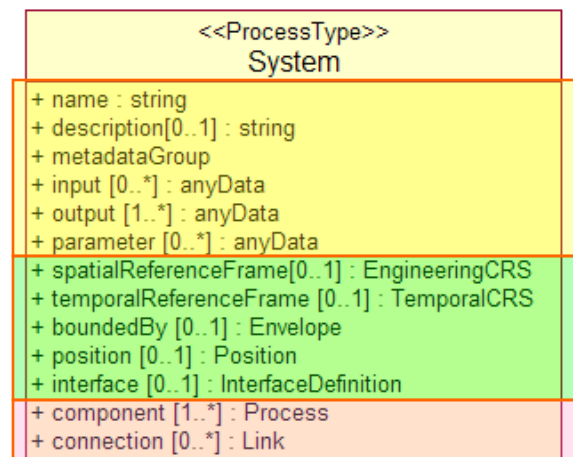 <<ProcessType>>
System
+ name : string
+ description[0..1] : string
+ metadataGroup
+ input [0..*] : anyData
+ output [1..*] : anyData
+ parameter [0..*] : anyData
+ spatialReferenceFrame[0..1] : EngineeringCRS
+ temporalReferenceFrame [0..1] : TemporalCRS
+ boundedBy [0..1] : Envelope
+ position [0..1] : Position
+ interface [0..1] : InterfaceDefinition
+ component [1..*] : Process
+ connection [0..*] : Link